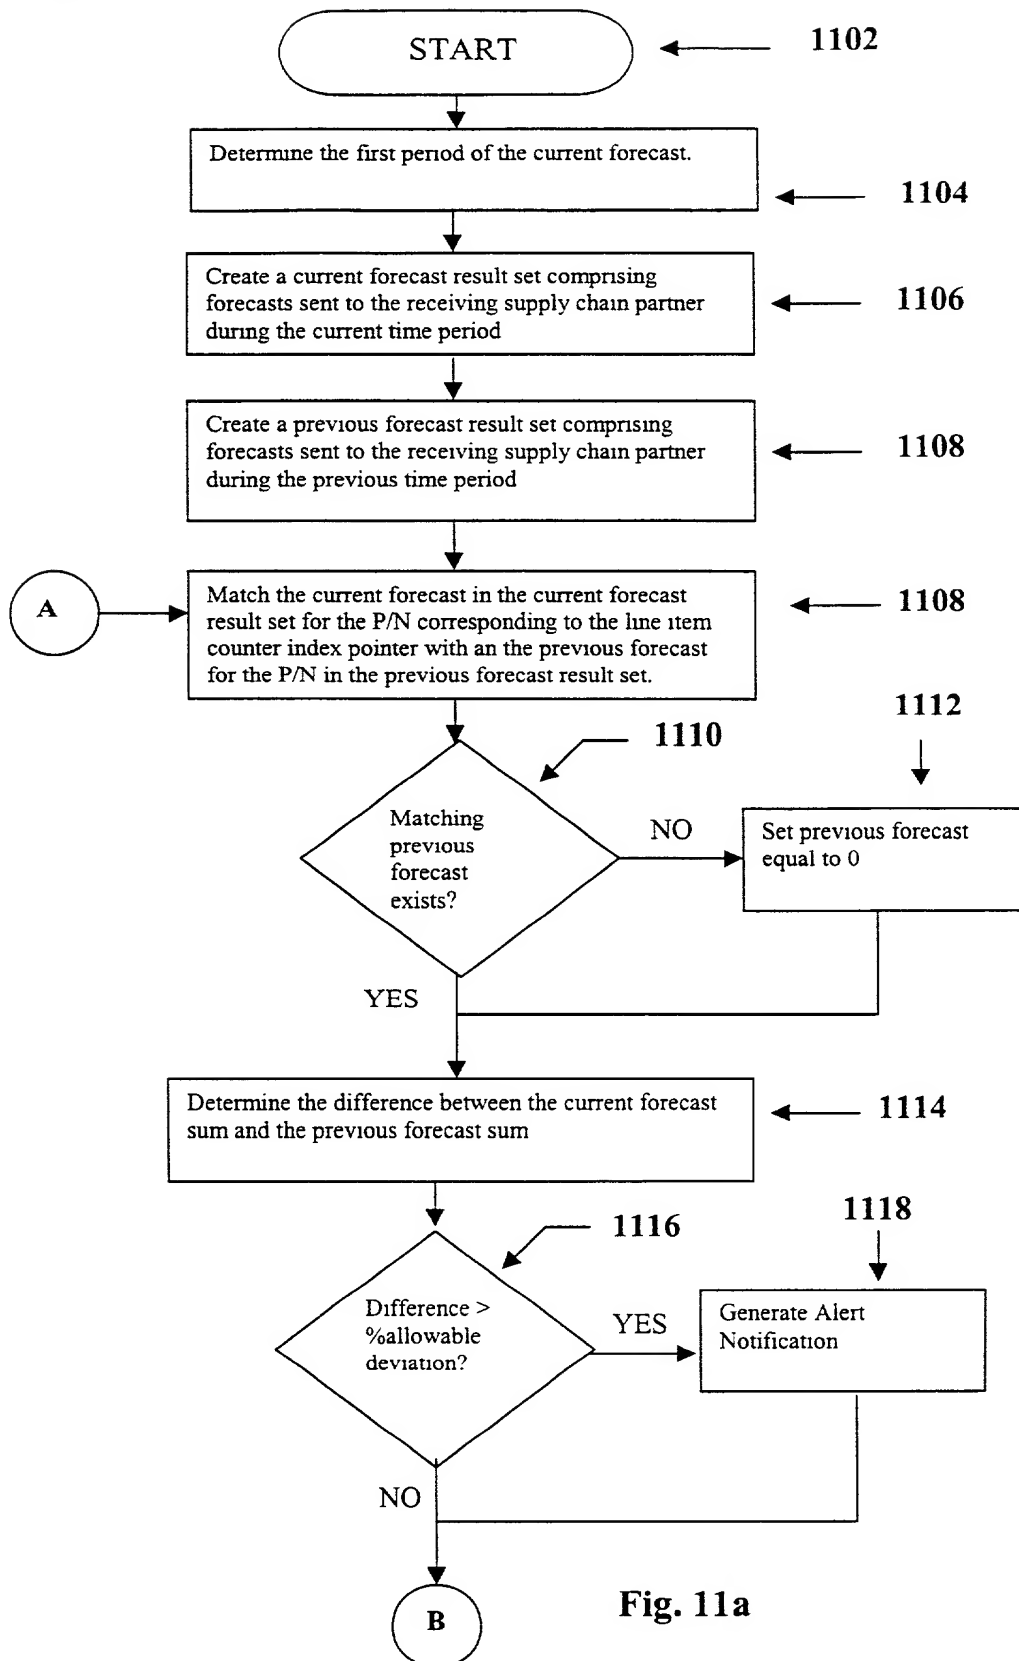 START
1102
Determine the first period of the current forecast.
1104
Create a current forecast result set comprising
forecasts sent to the receiving supply chain partner
during the current time period
1106
Create a previous forecast result set comprising
forecasts sent to the receiving supply chain partner
during the previous time period
1108
A
Match the current forecast in the current forecast
result set for the P/N corresponding to the line item
counter index pointer with an the previous forecast
for the P/N in the previous forecast result set.
1108
1112
1110
Matching
previous
forecast
exists?
NO
Set previous forecast
equal to 0
YES
Determine the difference between the current forecast
sum and the previous forecast sum
1114
1116
1118
Difference >
%allowable
deviation?
YES
Generate Alert
Notification
NO
B
Fig. 11a